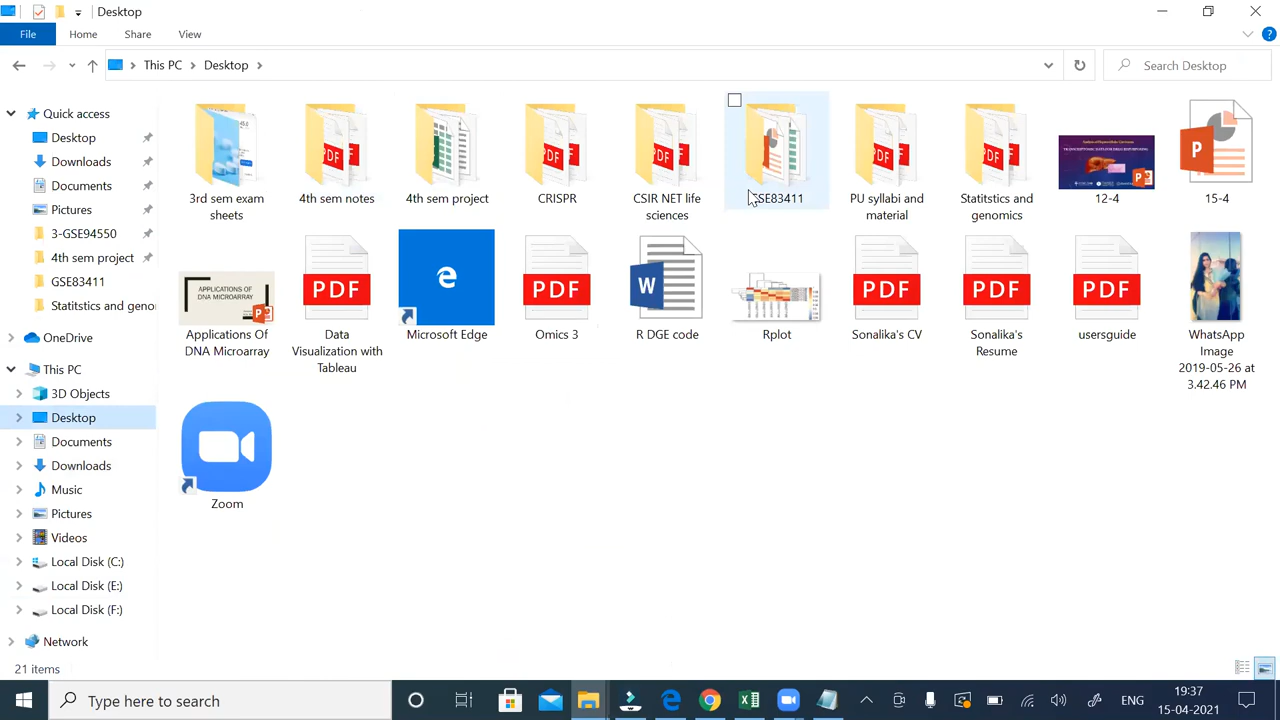 Desktop
File
Home
Share
View
This PC
Desktop
Search Desktop
Quick access
Desktop
Downloads
Documents
Pictures
3-GSE94550
4th sem project
GSE83411
Statitstics and geno
OneDrive
This PC
3D Objects
Desktop
Documents
Downloads
Music
Pictures
Videos
Local Disk (C:)
Local Disk (E:)
Local Disk (F:)
Network
3rd sem exam
sheets
PDF
4th sem notes
4th sem project
PDF
CRISPR
PDF
CSIR NET life
sciences
SE83411
PDF
PU syllabi and
material
PDF
Statitstics and
genomics
12-4
P
15-4
APPLICATIONS OF
DNA MICROARRAY
Applications Of
DNA Microarray
PDF
Data
Visualization with
Tableau
Microsoft Edge
PDF
Omics 3
W
R DGE code
Rplot
PDF
Sonalika's CV
PDF
Sonalika's
Resume
PDF
usersguide
WhatsApp
Image
2019-05-26 at
3.42.46 PM
Zoom
21 items
Type here to search
ENG
19:37
15-04-2021